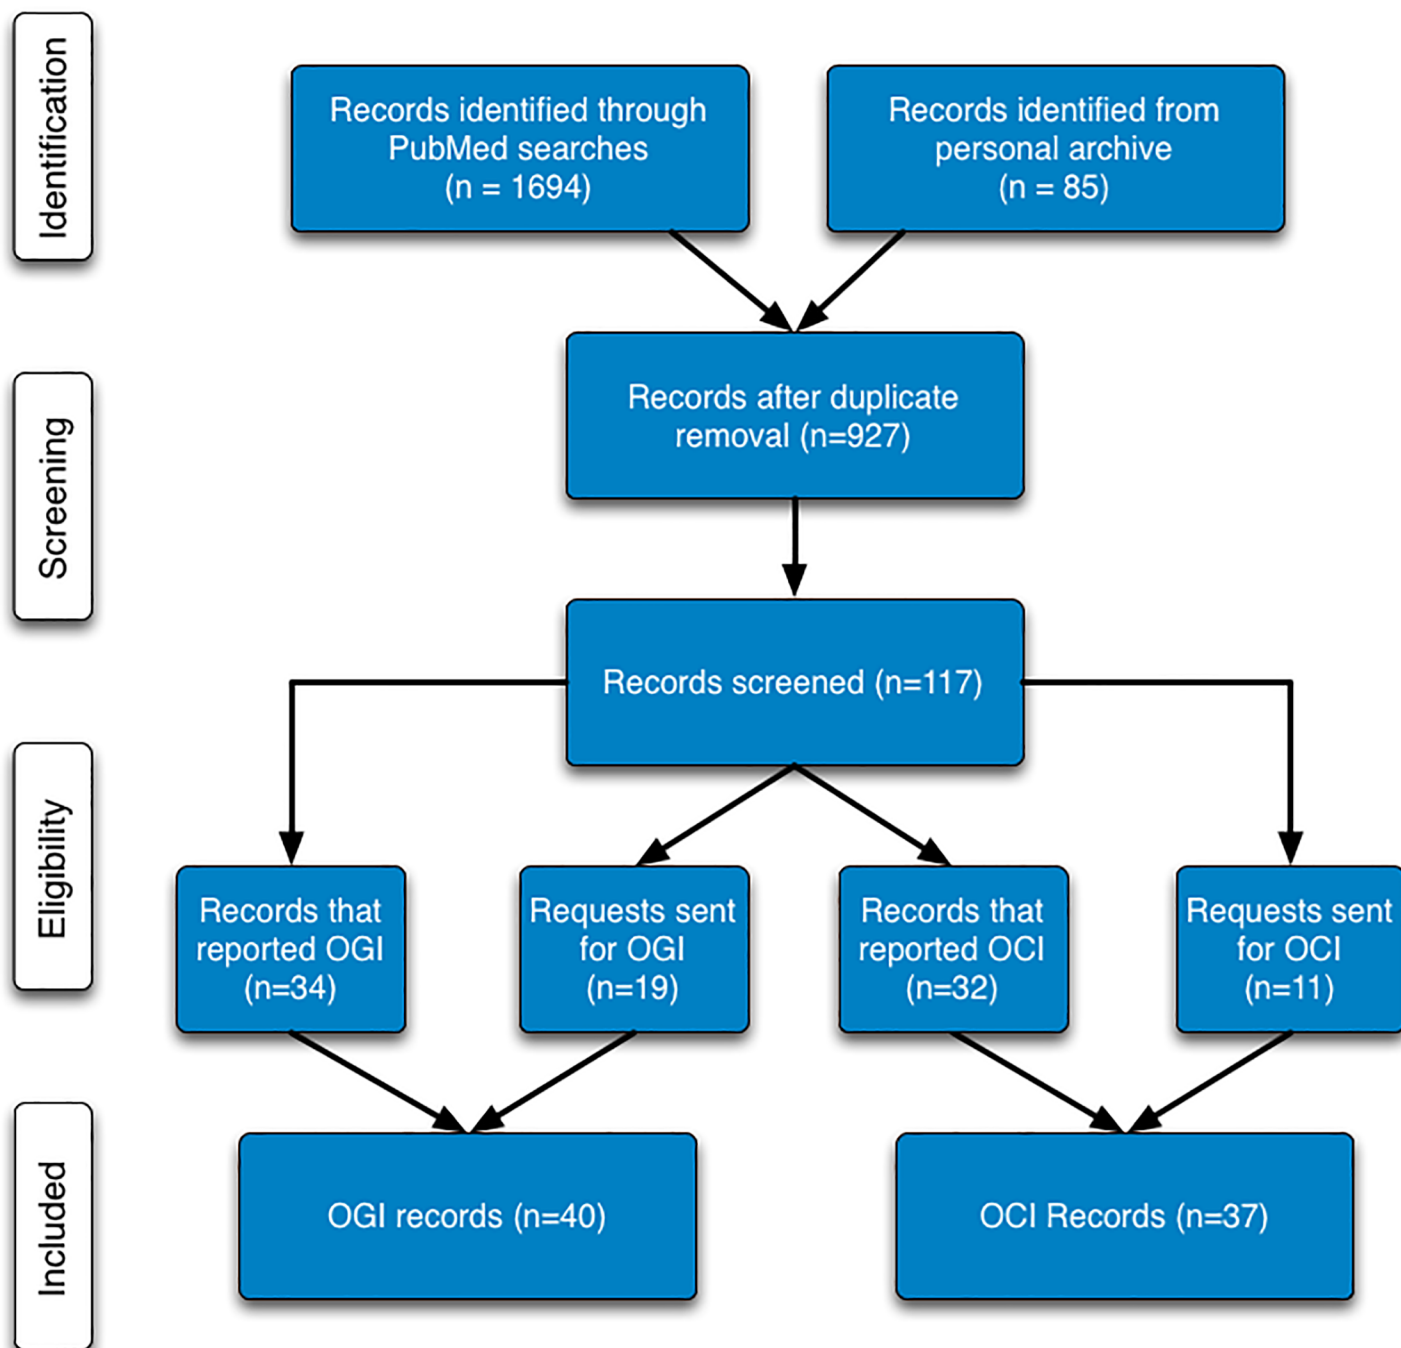 Identification
Records identified through
PubMed searches
(n = 1694)
Records identified from
personal archive
(n = 85)
Screening
Records after duplicate
removal (n=927)
Records screened (n=117)
Eligibility
Records that
reported OGI
(n=34)
Requests sent
for OGI
(n=19)
Records that
reported OCI
(n=32)
Requests sent
for OCI
(n=11)
Included
OGI records (n=40)
OCI Records (n=37)